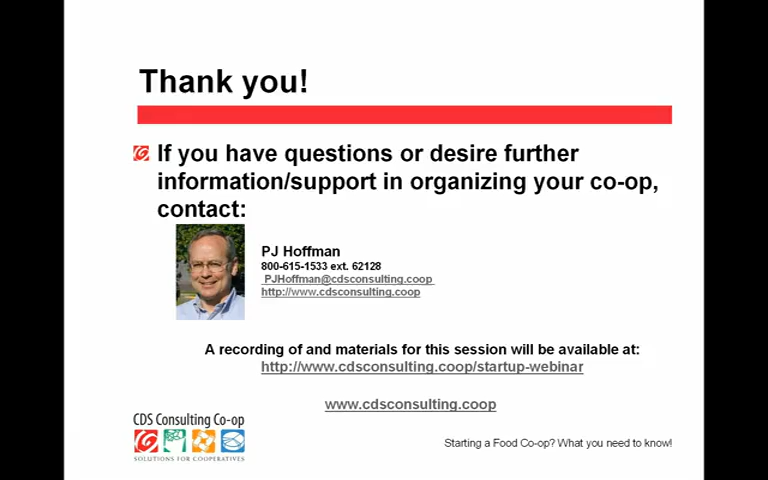 Thank you!
If you have questions or desire further
information/support in organizing your co-op,
contact:
PJ Hoffman
800-615-1533 ext. 62128
PJHoffman@cdsconsulting.coop
http://www.cdsconsulting.coop
A recording of and materials for this session will be available at:
http://www.cdsconsulting.coop/startup-webinar
www.cdsconsulting.coop
CDS Consulting Co-op
SOLUTIONS FOR COOPERATIVES
Starting a Food Co-op? What you need to know!